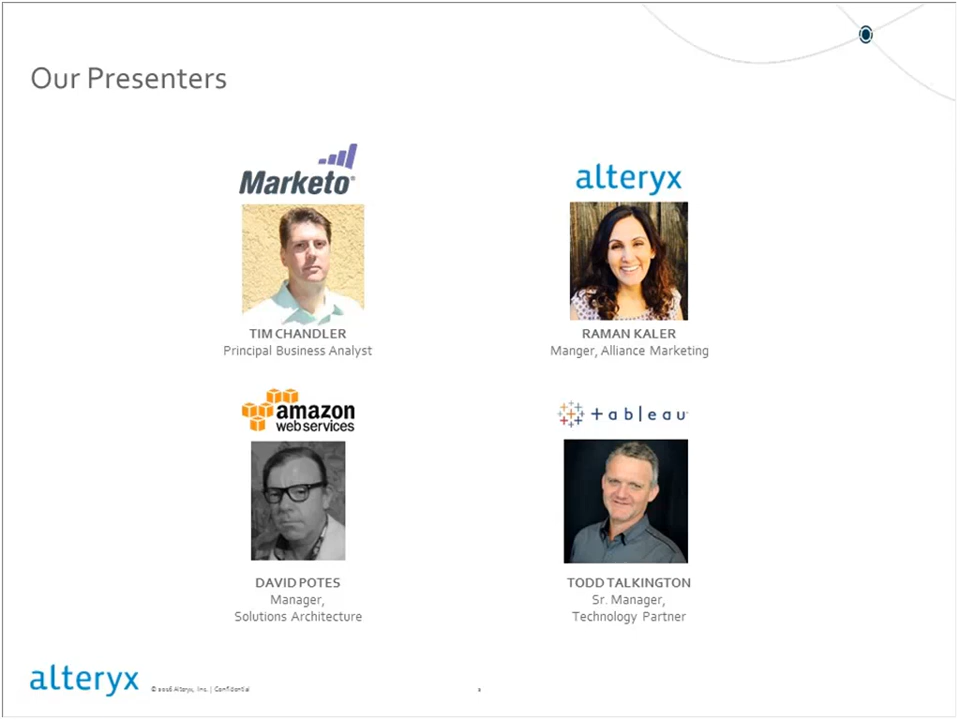 Our Presenters
Marketo®
alteryx
TIM CHANDLER
Principal Business Analyst
RAMAN KALER
Manger, Alliance Marketing
amazon
web services
+ a b | e a u
DAVID POTES
Manager,
Solutions Architecture
TODD TALKINGTON
Sr. Manager,
Technology Partner
alteryx
© 2016 Alteryx, Inc. | Confidential